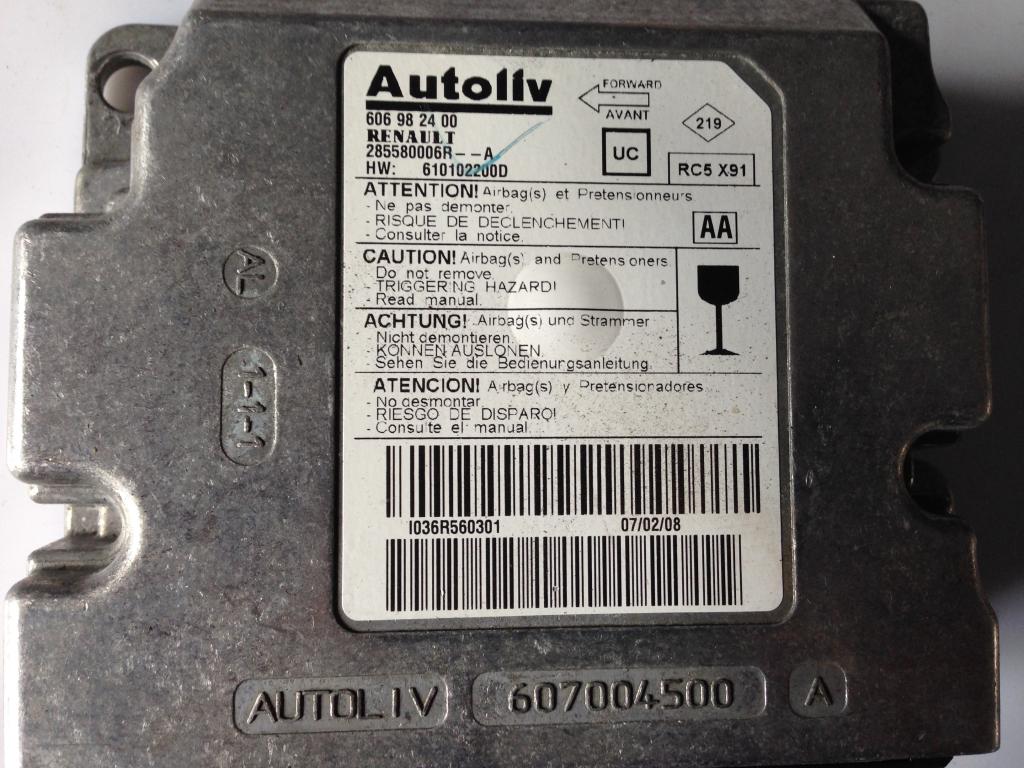 Autoliv
FORWARD
AVANT
606 98 24 00
RENAULT
285580006R--A
HW: 610102200D
UC
219
RC5 X91
ATTENTION! Airbag(s) et Pretensionneurs
- Ne pas demonter.
- RISQUE DE DECLENCHEMENT!
- Consulter la notice.
AA
CAUTION! Airbag(s) and Pretensioners
Do not remove
- TRIGGERING HAZARD!
- Read manual.
ACHTUNG! Airbag(s) und Strammer
Nicht demontieren.
KONNEN AUSLONEN.
- Sehen Sie die Bedienungsanleitung.
ATENCION! Airbag(s) y Pretensionadores
- No desmontar
- RIESGO DE DISPARO!
- Consulte el manual.
I036R560301 07/02/08
AL
1-1-1
AUTOLIV 607004500 A